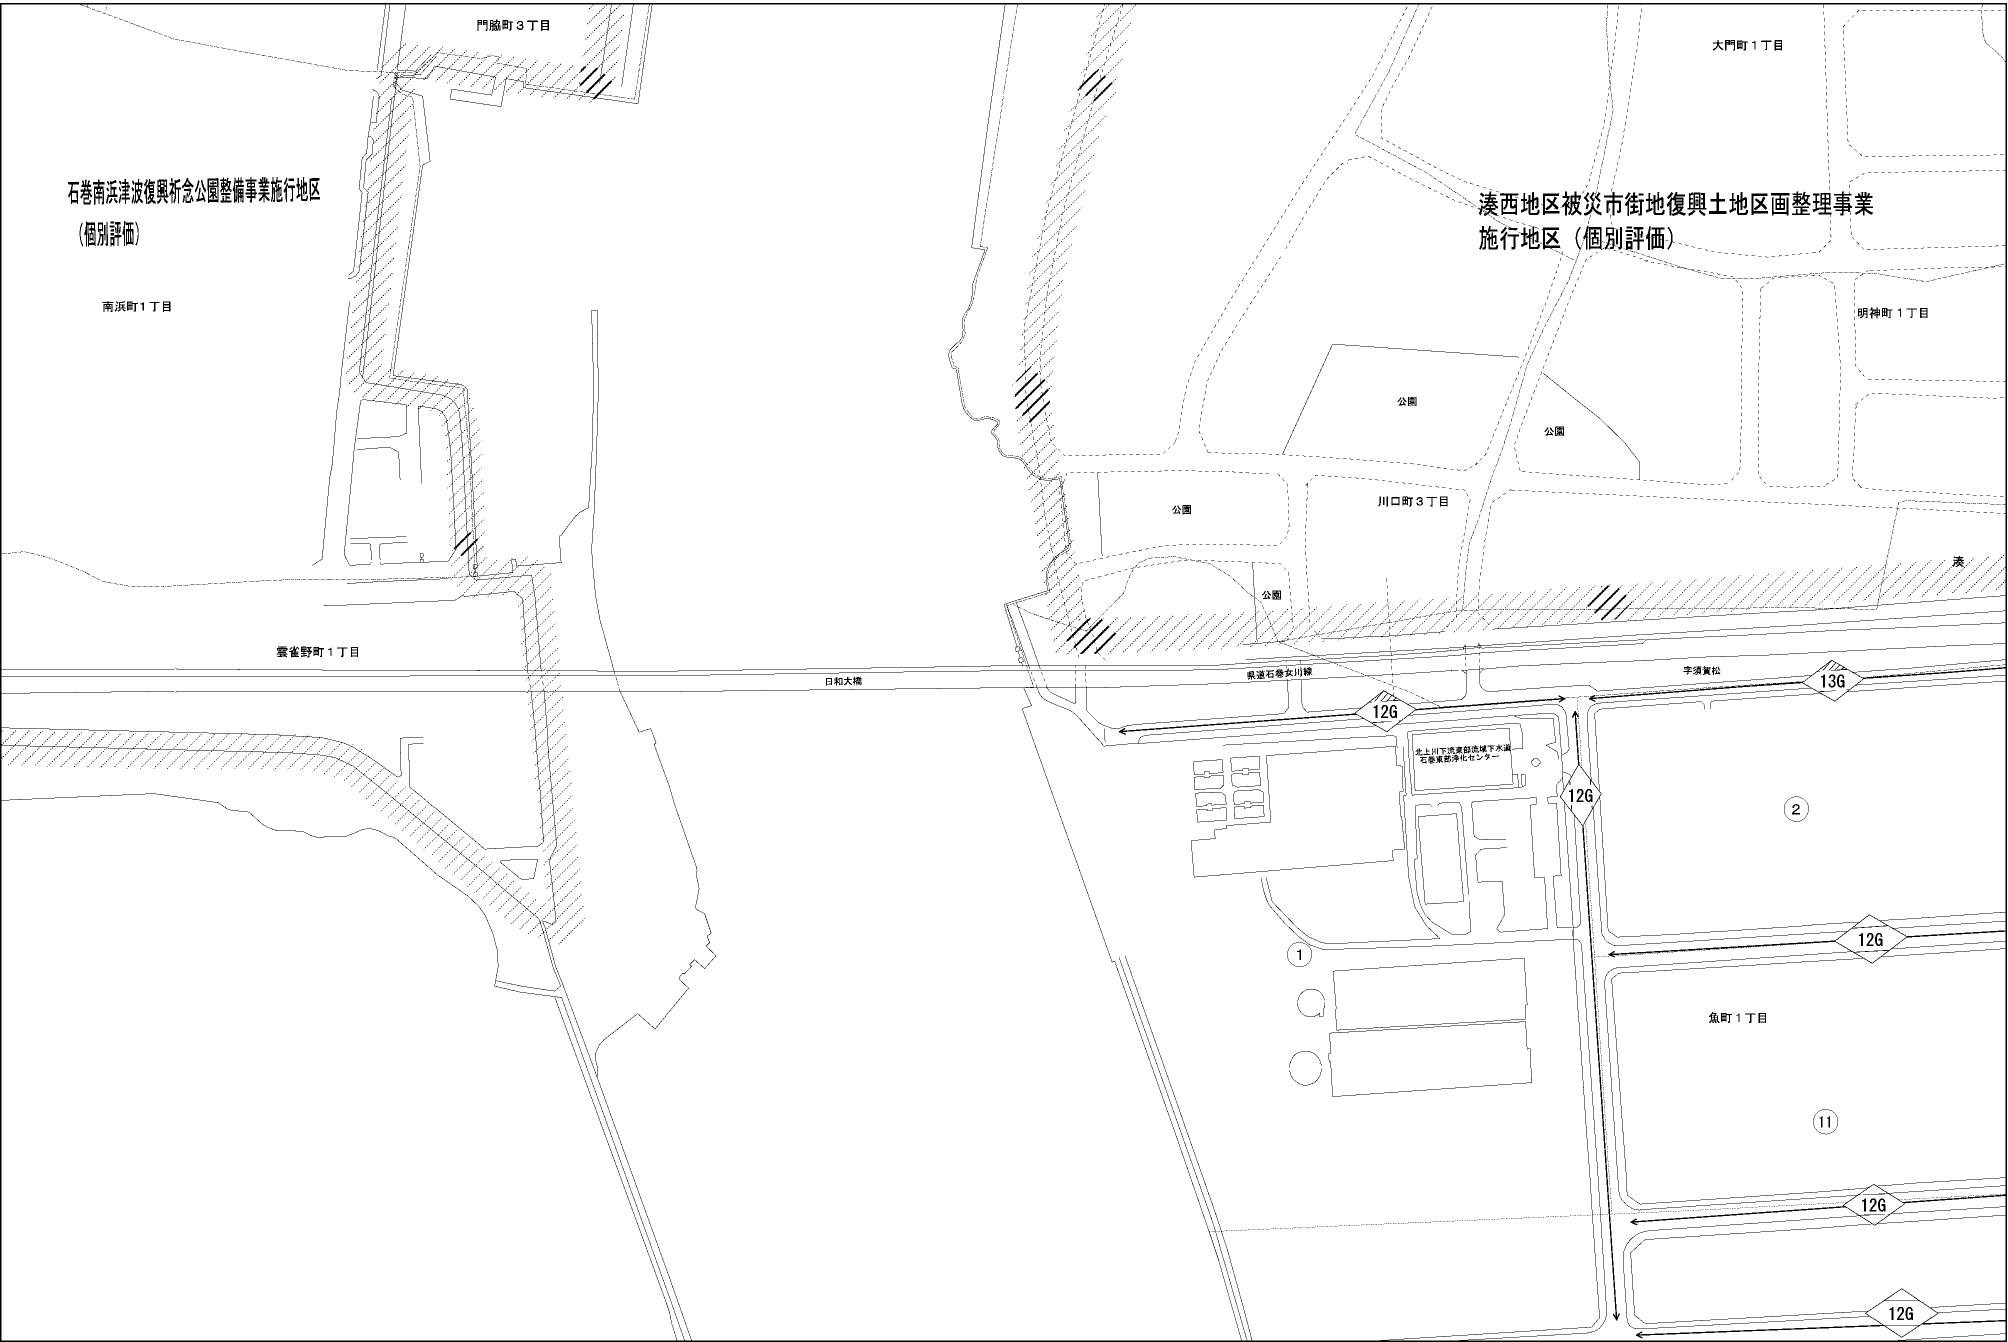 門脇町３丁目
大門町１丁目
石巻南浜津波復興祈念公園整備事業施行地区
（個別評価）
湊西地区被災市街地復興土地区画整理事業
施行地区（個別評価）
南浜町１丁目
明神町１丁目
公園
公園
川口町３丁目
公園
湊
公園
雲雀野町１丁目
日和大橋
県道石巻女川線
字須賀松
13G
12G
北上川下流東部流域下水道
石巻東部浄化センター
12G
2
12G
1
魚町１丁目
11
12G
12G